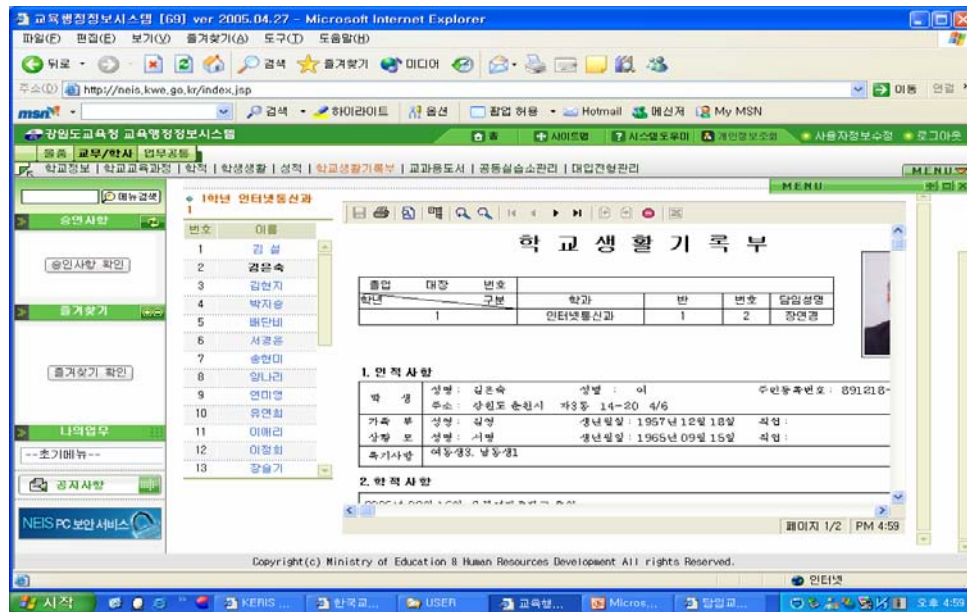 교육행정정보시스템 [69] ver 2005.04.27 - Microsoft Internet Explorer
파일(F) 편집(E) 보기(V) 즐겨찾기(A) 도구(T) 도움말(H)
뒤로 검색 즐겨찾기 미디어
주소(D) http://neis.kwe.go.kr/index.jsp 이동 연결
msn 검색 하이라이트 옵션 팝업 허용 Hotmail 메신저 My MSN
강원도교육청 교육행정정보시스템 홈 사이트맵 시스템도우미 개인정보조회 사용자정보수정 로그아웃
물품 교무/학사 업무공통
학교정보 | 학교교육과정 | 학적 | 학생생활 | 성적 | 학교생활기록부 | 교과용도서 | 공동실습소관리 | 대입전형관리 MENU
메뉴검색
승인사항
승인사항 확인
즐겨찾기
즐겨찾기 확인
나의업무
--초기메뉴--
공지사항
NEIS PC 보안 서비스
1학년 인터넷통신과
1
번호 이름
1 김 설
2 김은숙
3 김현지
4 박지승
5 배단비
6 서경은
7 송현미
8 양나리
9 연미영
10 유연희
11 이애리
12 이정희
13 장슬기
MENU
학 교 생 활 기 록 부
졸업 대장 번호
학년 구분 학과 반 번호 담임성명
1 인터넷통신과 1 2 장연경
1. 인 적 사 항
학 생 성명 : 김은숙 성별 : 여 주민등록번호 : 891218-
주소 : 강원도 춘천시 14-20 4/6
가족 부 성명 : 김영 생년월일 : 1957년 12월 18일 직업 :
상황 모 성명 : 서명 생년월일 : 1965년 09월 15일 직업 :
특기사항 여동생3, 남동생1
2. 학 적 사 항
페이지 1/2 PM 4:59
Copyright(c) Ministry of Education & Human Resources Development All rights Reserved.
인터넷
시작 KERIS ... 한국교... USER 교육행... Micros... 담임교... 오후 4:59